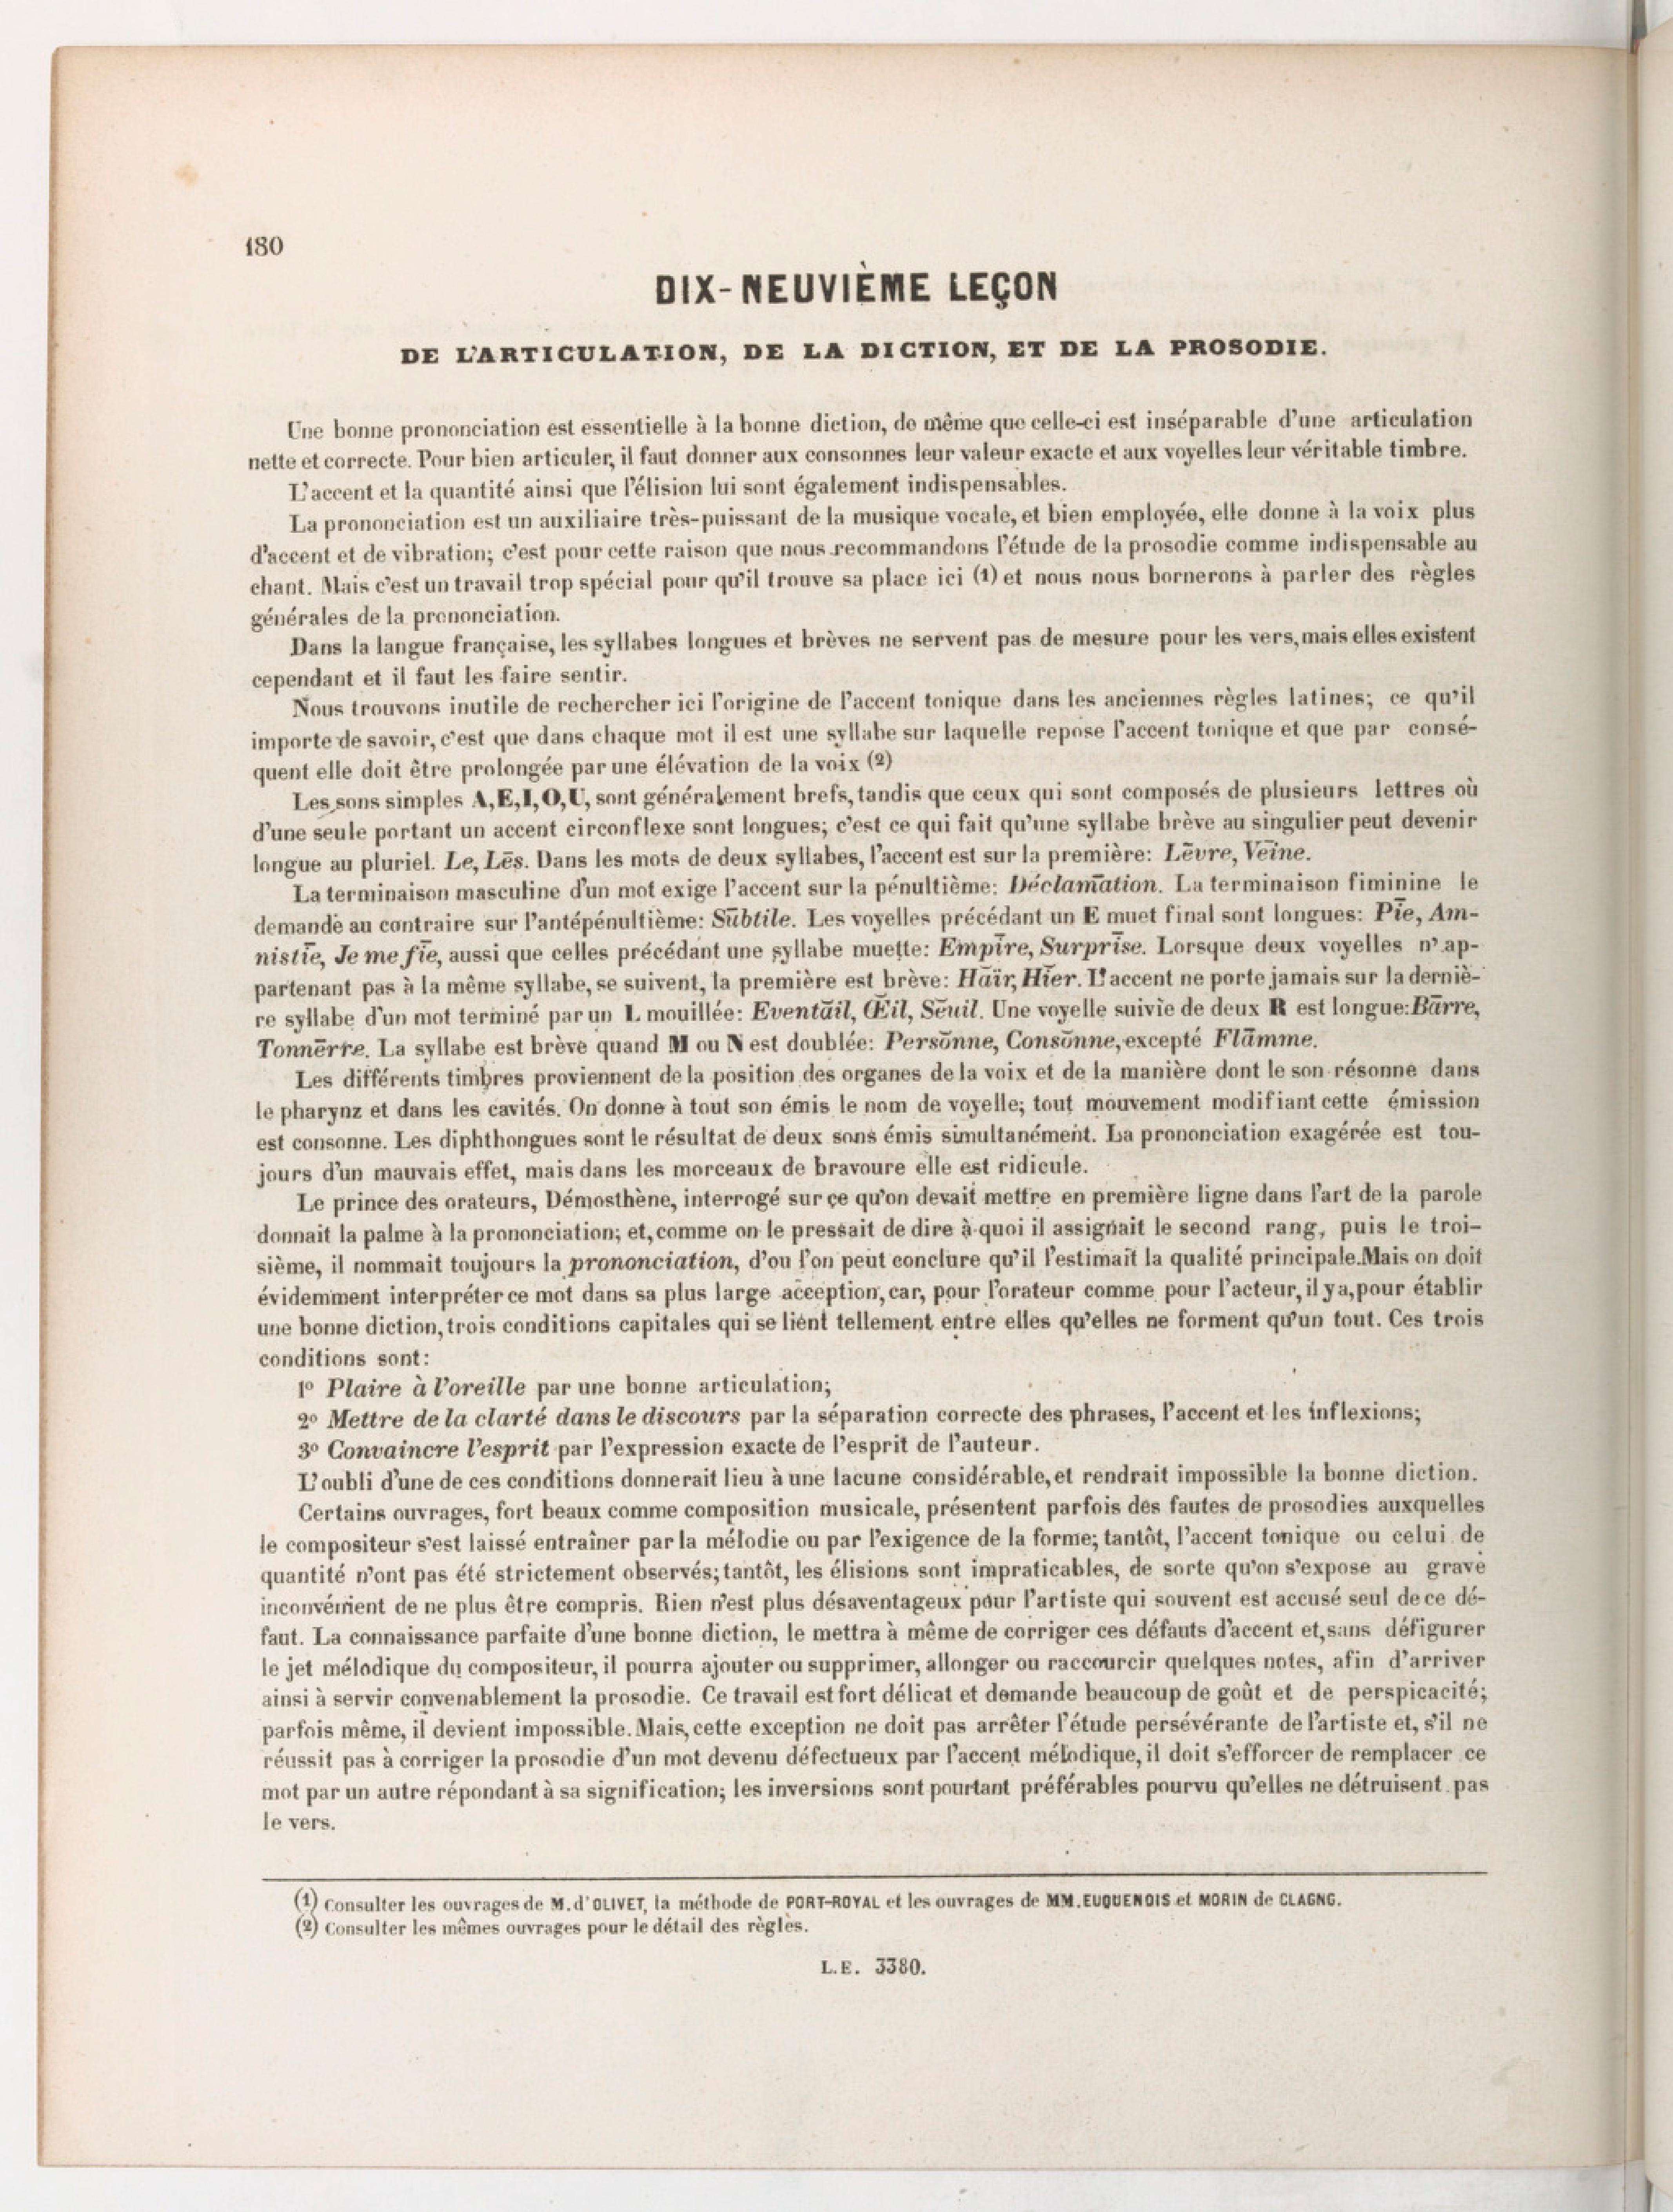 180
DIX-NEUVIÈME LEÇON
DE L'ARTICULATION, DE LA DICTION, ET DE LA PROSODIE.
Une bonne prononciation est essentielle à la bonne diction, de même que celle-ci est inséparable d'une articulation
nette et correcte. Pour bien articuler, il faut donner aux consonnes leur valeur exacte et aux voyelles leur véritable timbre.
L'accent et la quantité ainsi que l'élision lui sont également indispensables.
La prononciation est un auxiliaire très-puissant de la musique vocale, et bien employée, elle donne à la voix plus
d'accent et de vibration; c'est pour cette raison que nous recommandons l'étude de la prosodie comme indispensable au
chant. Mais c'est un travail trop spécial pour qu'il trouve sa place ici (1) et nous nous bornerons à parler des règles
générales de la prononciation.
Dans la langue française, les syllabes longues et brèves ne servent pas de mesure pour les vers, mais elles existent
cependant et il faut les faire sentir.
Nous trouvons inutile de rechercher ici l'origine de l'accent tonique dans les anciennes règles latines; ce qu'il
importe de savoir, c'est que dans chaque mot il est une syllabe sur laquelle repose l'accent tonique et que par consé-
quent elle doit être prolongée par une élévation de la voix (2)
Les sons simples A, E, I, O, U, sont généralement brefs, tandis que ceux qui sont composés de plusieurs lettres où
d'une seule portant un accent circonflexe sont longues; c'est ce qui fait qu'une syllabe brève au singulier peut devenir
longue au pluriel. Le, Lēs. Dans les mots de deux syllabes, l'accent est sur la première: Lēvre, Vēine.
La terminaison masculine d'un mot exige l'accent sur la pénultième: Déclamātion. La terminaison fiminine le
demande au contraire sur l'antépénultième: Sūbtile. Les voyelles précédant un E muet final sont longues: Pīe, Am-
nistīe, Je me fīe, aussi que celles précédant une syllabe muette: Empīre, Surprīse. Lorsque deux voyelles n'ap-
partenant pas à la même syllabe, se suivent, la première est brève: Hăïr, Hĭer. L'accent ne porte jamais sur la derniè-
re syllabe d'un mot terminé par un L mouillée: Eventăil, Œ̆il, Sĕuil. Une voyelle suivie de deux R est longue: Bārre,
Tonnērre. La syllabe est brève quand M ou N est doublée: Persŏnne, Consŏnne, excepté Flāmme.
Les différents timbres proviennent de la position des organes de la voix et de la manière dont le son résonne dans
le pharynz et dans les cavités. On donne à tout son émis le nom de voyelle; tout mouvement modifiant cette émission
est consonne. Les diphthongues sont le résultat de deux sons émis simultanément. La prononciation exagérée est tou-
jours d'un mauvais effet, mais dans les morceaux de bravoure elle est ridicule.
Le prince des orateurs, Démosthène, interrogé sur ce qu'on devait mettre en première ligne dans l'art de la parole
donnait la palme à la prononciation; et, comme on le pressait de dire à quoi il assignait le second rang, puis le troi-
sième, il nommait toujours la prononciation, d'ou l'on peut conclure qu'il l'estimait la qualité principale. Mais on doit
évidemment interpréter ce mot dans sa plus large acception, car, pour l'orateur comme pour l'acteur, il y a, pour établir
une bonne diction, trois conditions capitales qui se lient tellement entre elles qu'elles ne forment qu'un tout. Ces trois
conditions sont:
1º Plaire à l'oreille par une bonne articulation;
2º Mettre de la clarté dans le discours par la séparation correcte des phrases, l'accent et les inflexions;
3º Convaincre l'esprit par l'expression exacte de l'esprit de l'auteur.
L'oubli d'une de ces conditions donnerait lieu à une lacune considérable, et rendrait impossible la bonne diction.
Certains ouvrages, fort beaux comme composition musicale, présentent parfois des fautes de prosodies auxquelles
le compositeur s'est laissé entraîner par la mélodie ou par l'exigence de la forme; tantôt, l'accent tonique ou celui de
quantité n'ont pas été strictement observés; tantôt, les élisions sont impraticables, de sorte qu'on s'expose au grave
inconvénient de ne plus être compris. Rien n'est plus désaventageux pour l'artiste qui souvent est accusé seul de ce dé-
faut. La connaissance parfaite d'une bonne diction, le mettra à même de corriger ces défauts d'accent et, sans défigurer
le jet mélodique du compositeur, il pourra ajouter ou supprimer, allonger ou raccourcir quelques notes, afin d'arriver
ainsi à servir convenablement la prosodie. Ce travail est fort délicat et demande beaucoup de goût et de perspicacité;
parfois même, il devient impossible. Mais, cette exception ne doit pas arrêter l'étude persévérante de l'artiste et, s'il ne
réussit pas à corriger la prosodie d'un mot devenu défectueux par l'accent mélodique, il doit s'efforcer de remplacer ce
mot par un autre répondant à sa signification; les inversions sont pourtant préférables pourvu qu'elles ne détruisent pas
le vers.
(1) Consulter les ouvrages de M. d'OLIVET, la méthode de PORT-ROYAL et les ouvrages de MM. EUQUENOIS et MORIN de CLAGNG.
(2) Consulter les mêmes ouvrages pour le détail des règles.
L.E. 3380.